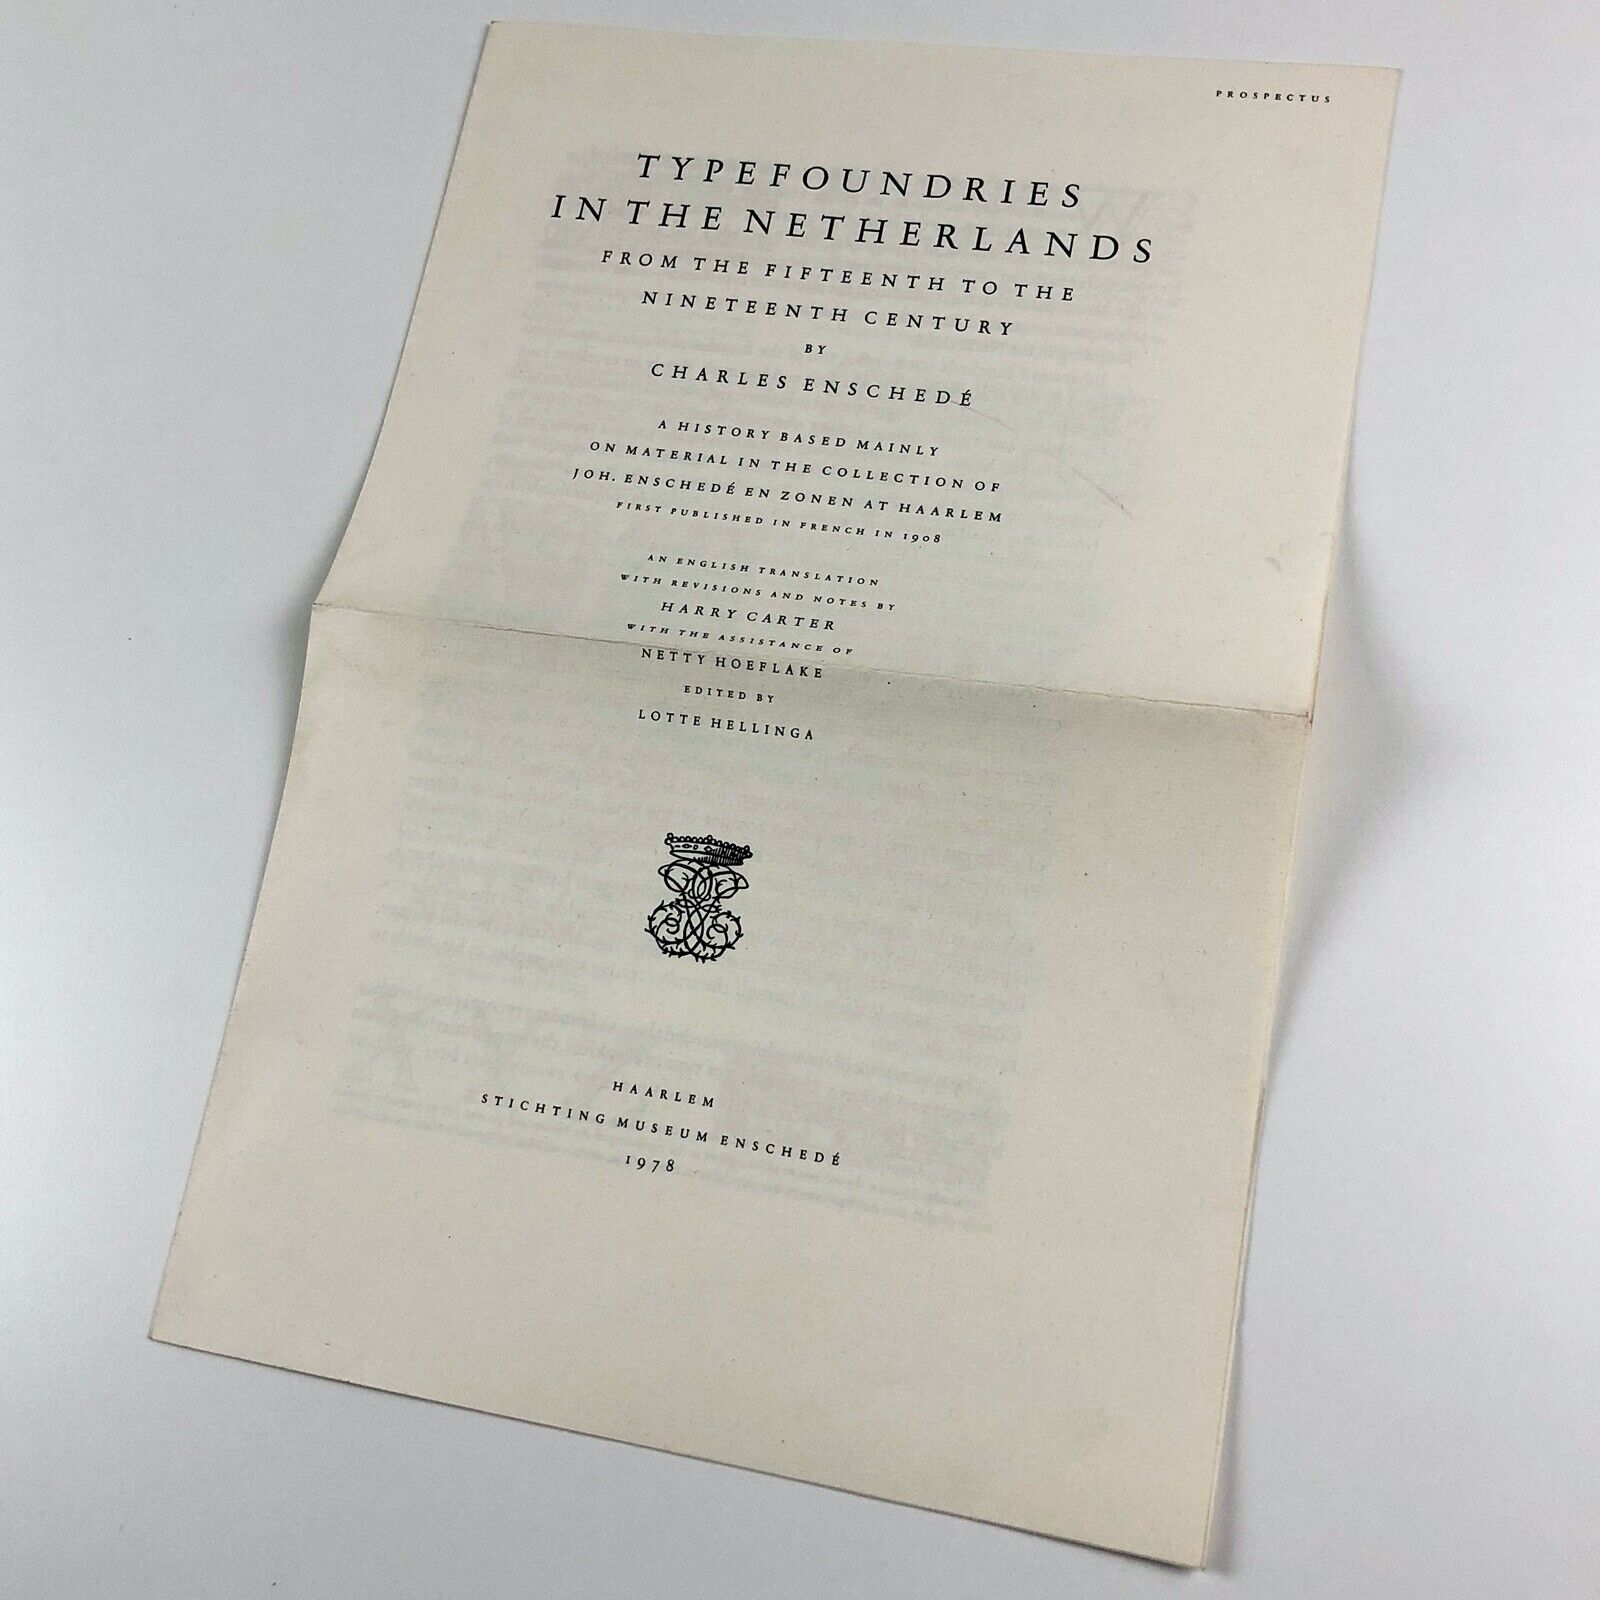 PROSPECTUS
TYPEFOUNDRIES
IN THE NETHERLANDS
FROM THE FIFTEENTH TO THE
NINETEENTH CENTURY
BY
CHARLES ENSCHEDÉ
A HISTORY BASED MAINLY
ON MATERIAL IN THE COLLECTION OF
JOH. ENSCHEDÉ EN ZONEN AT HAARLEM
FIRST PUBLISHED IN FRENCH IN 1908
AN ENGLISH TRANSLATION
WITH REVISIONS AND NOTES BY
HARRY CARTER
WITH THE ASSISTANCE OF
NETTY HOEFLAKE
EDITED BY
LOTTE HELLINGA
HAARLEM
STICHTING MUSEUM ENSCHEDÉ
1978